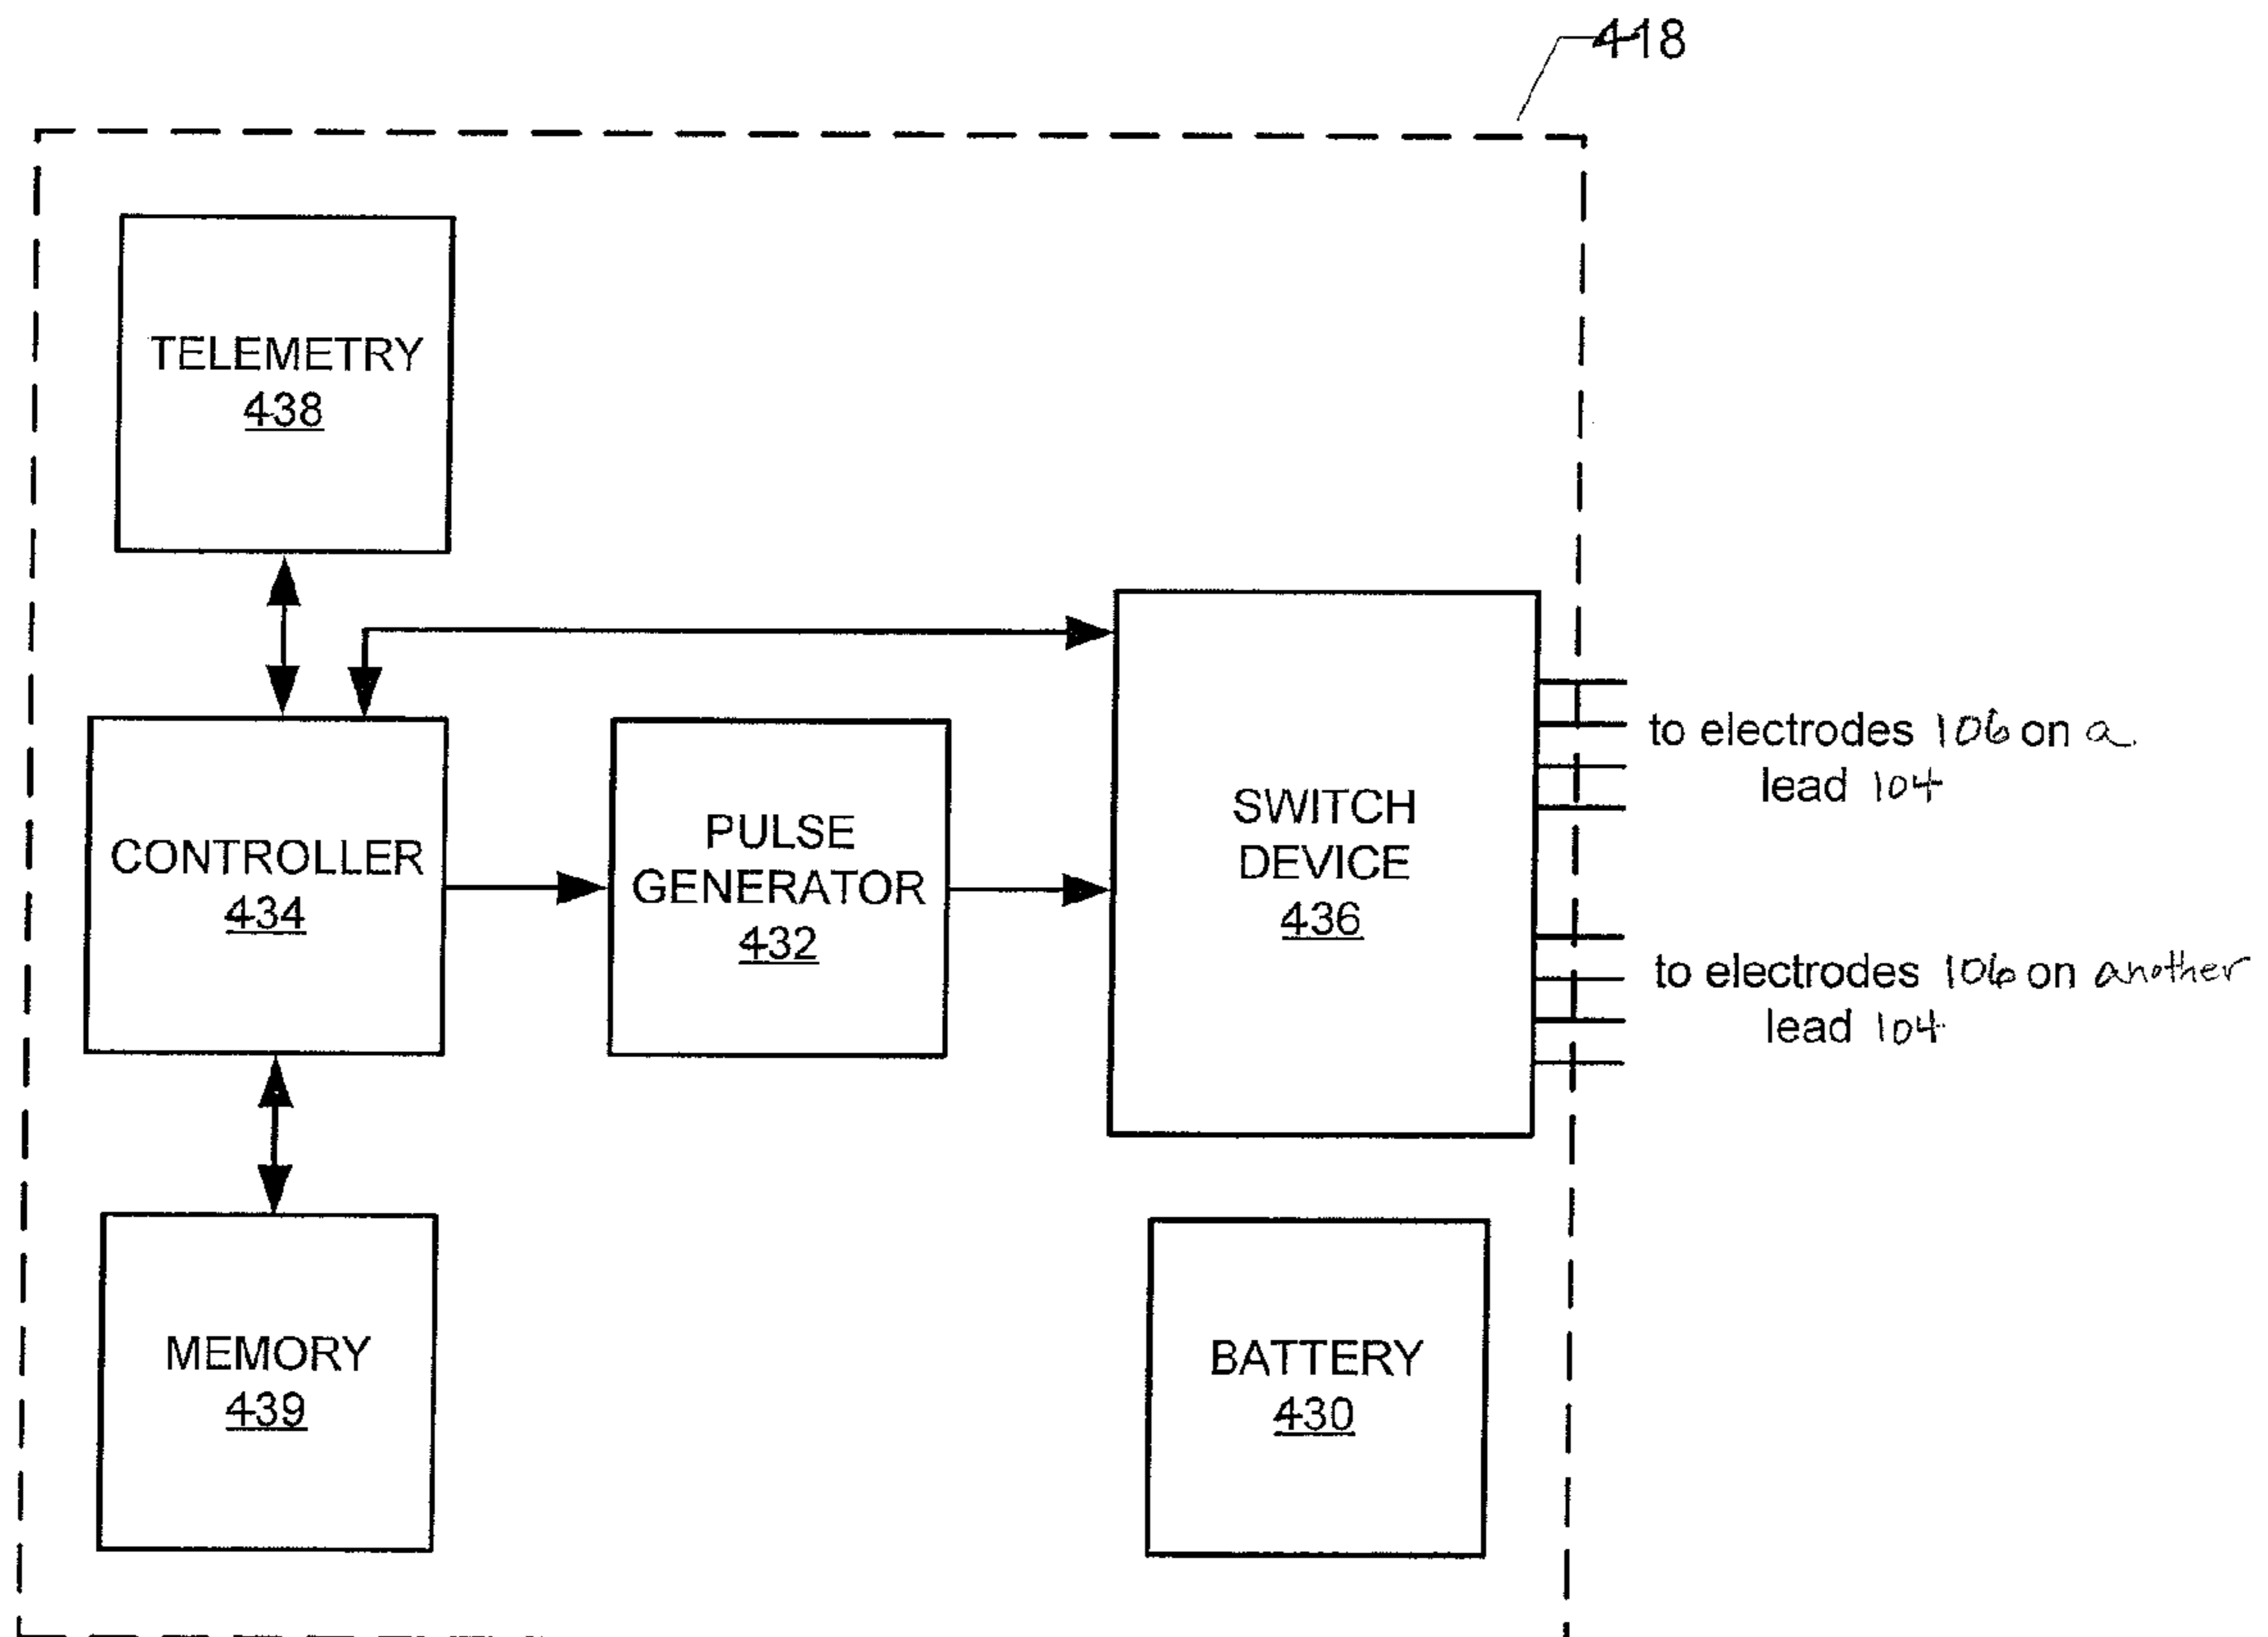 418
TELEMETRY
438
to electrodes 106 on a
lead 104
SWITCH
DEVICE
436
PULSE
GENERATOR
432
CONTROLLER
434
to electrodes 106 on another
lead 104
MEMORY
439
BATTERY
430